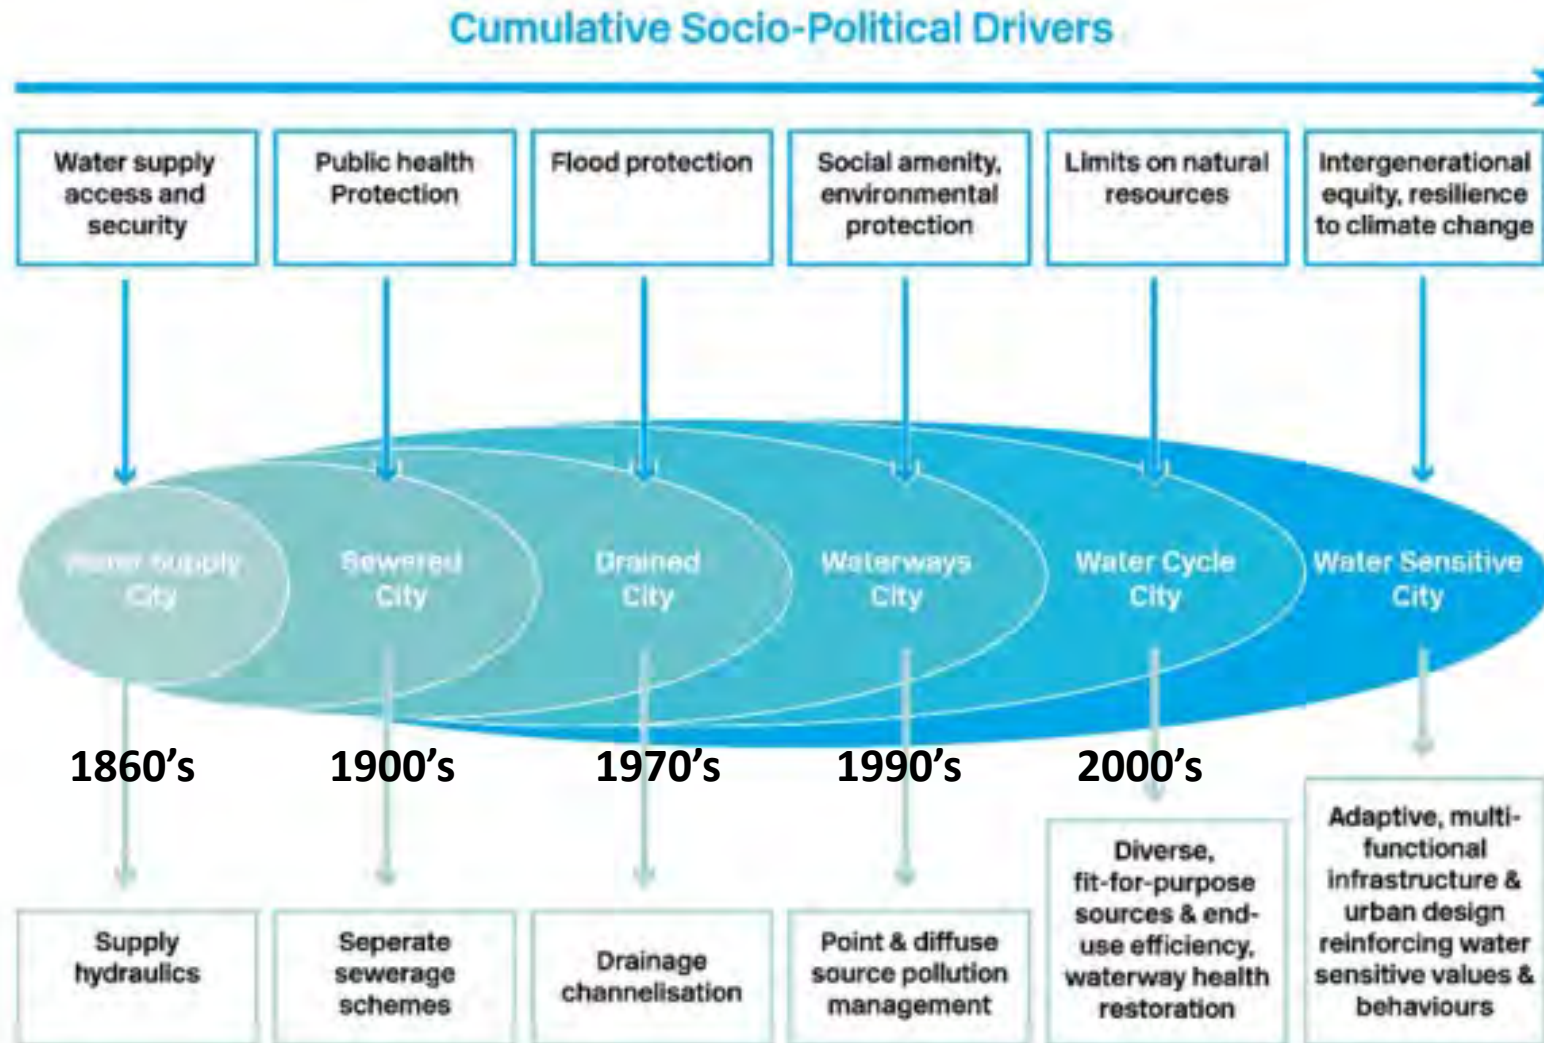 Cumulative Socio-Political Drivers
Water supply
access and
security
Public health
Protection
Flood protection
Social amenity,
environmental
protection
Limits on natural
resources
Intergenerational
equity, resilience
to climate change
Water Supply
City
Sewered
City
Drained
City
Waterways
City
Water Cycle
City
Water Sensitive
City
1860's
1900's
1970's
1990's
2000's
Supply
hydraulics
Seperate
sewerage
schemes
Drainage
channelisation
Point & diffuse
source pollution
management
Diverse,
fit-for-purpose
sources & end-
use efficiency,
waterway health
restoration
Adaptive, multi-
functional
infrastructure &
urban design
reinforcing water
sensitive values &
behaviours